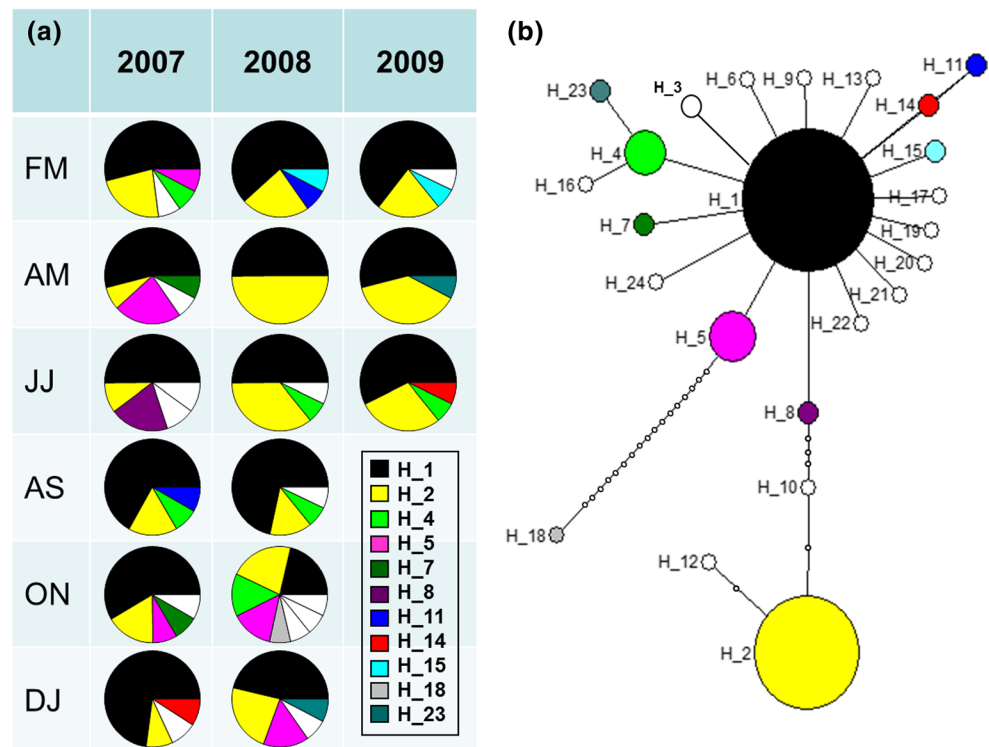 (a)
2007
2008
2009
FM
AM
JJ
AS
ON
DJ
H_1
H_2
H_4
H_5
H_7
H_8
H_11
H_14
H_15
H_18
H_23
(b)
H_23
H_3
H_6
H_9
H_13
H_11
H_14
H_4
H_15
H_16
H_1
H_17
H_7
H_19
H_20
H_24
H_21
H_22
H_5
H_8
H_10
H_18
H_12
H_2